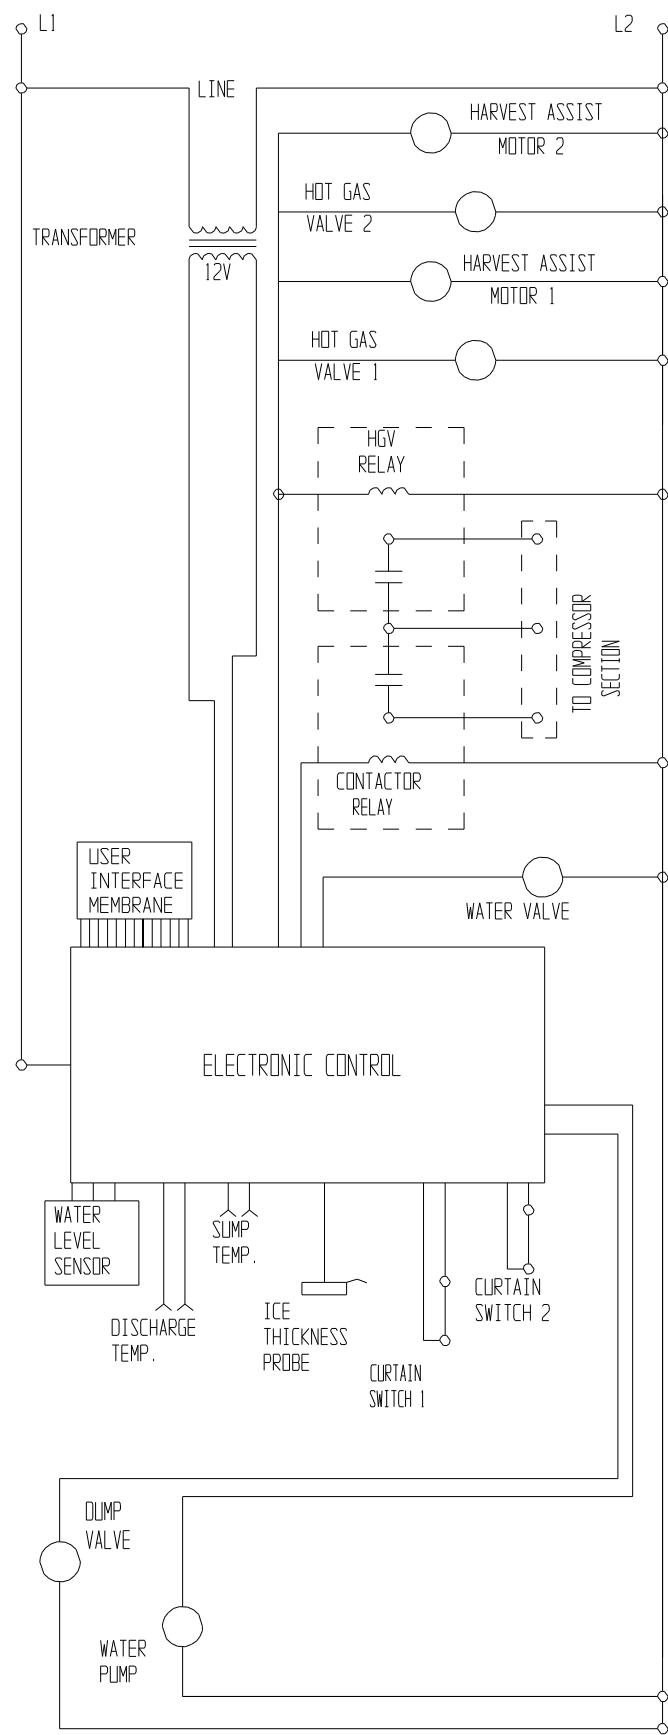 L1
L2
LINE
HARVEST ASSIST
MOTOR 2
HOT GAS
VALVE 2
TRANSFORMER
12V
HARVEST ASSIST
MOTOR 1
HOT GAS
VALVE 1
HGV
RELAY
TO COMPRESSOR
SECTION
CONTACTOR
RELAY
USER
INTERFACE
MEMBRANE
WATER VALVE
ELECTRONIC CONTROL
WATER
LEVEL
SENSOR
SUMP
TEMP.
DISCHARGE
TEMP.
ICE
THICKNESS
PROBE
CURTAIN
SWITCH 1
CURTAIN
SWITCH 2
DUMP
VALVE
WATER
PUMP